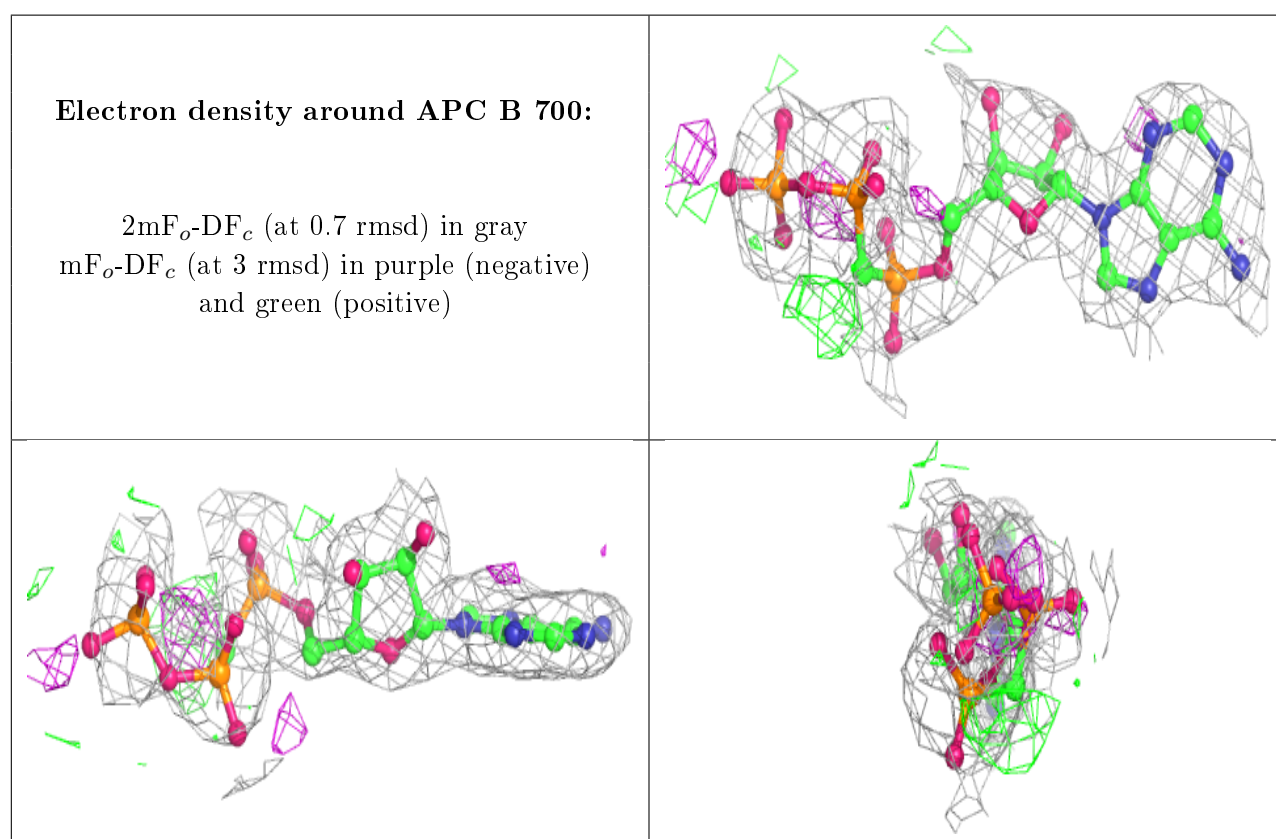 Electron density around APC B 700:
2mFo-DFc (at 0.7 rmsd) in gray
mFo-DFc (at 3 rmsd) in purple (negative)
and green (positive)